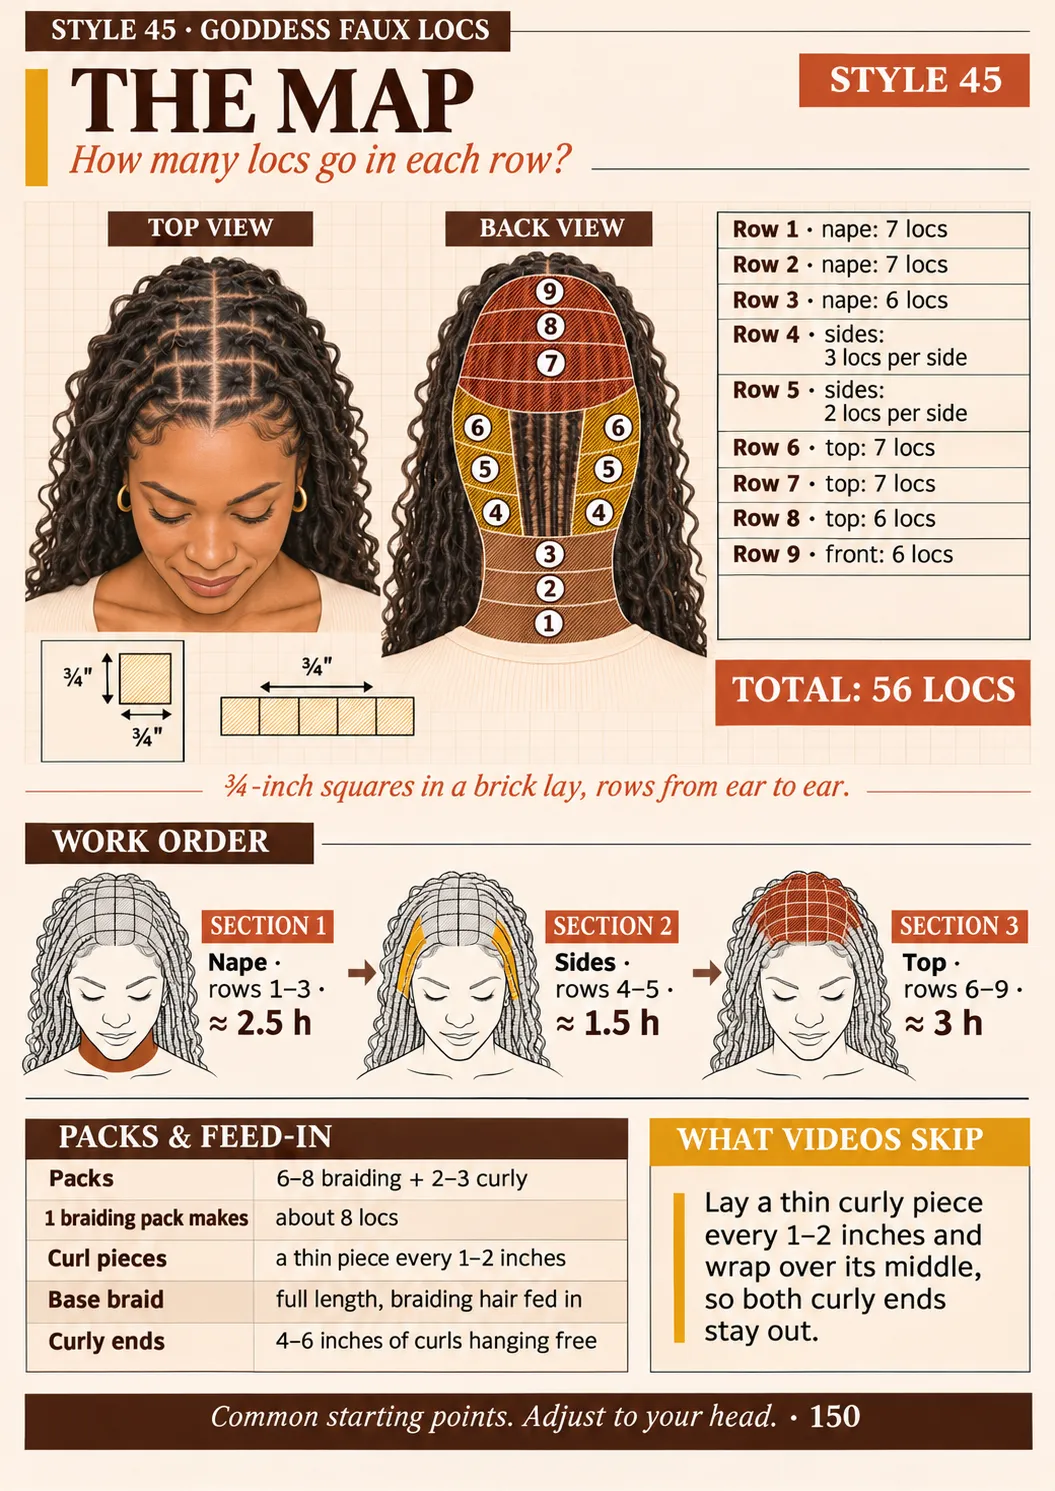 STYLE 45 · GODDESS FAUX LOCS
THE MAP
STYLE 45
How many locs go in each row?
TOP VIEW
BACK VIEW
9
8
7
6
6
5
5
4
4
3
2
1
Row 1 · nape: 7 locs
Row 2 · nape: 7 locs
Row 3 · nape: 6 locs
Row 4 · sides:
3 locs per side
Row 5 · sides:
2 locs per side
Row 6 · top: 7 locs
Row 7 · top: 7 locs
Row 8 · top: 6 locs
Row 9 · front: 6 locs
TOTAL: 56 LOCS
¾"
¾"
¾"
¾-inch squares in a brick lay, rows from ear to ear.
WORK ORDER
SECTION 1
Nape ·
rows 1–3 ·
≈ 2.5 h
SECTION 2
Sides ·
rows 4–5 ·
≈ 1.5 h
SECTION 3
Top ·
rows 6–9 ·
≈ 3 h
PACKS & FEED-IN
Packs 6–8 braiding + 2–3 curly
1 braiding pack makes about 8 locs
Curl pieces a thin piece every 1–2 inches
Base braid full length, braiding hair fed in
Curly ends 4–6 inches of curls hanging free
WHAT VIDEOS SKIP
Lay a thin curly piece
every 1–2 inches and
wrap over its middle,
so both curly ends
stay out.
Common starting points. Adjust to your head. · 150